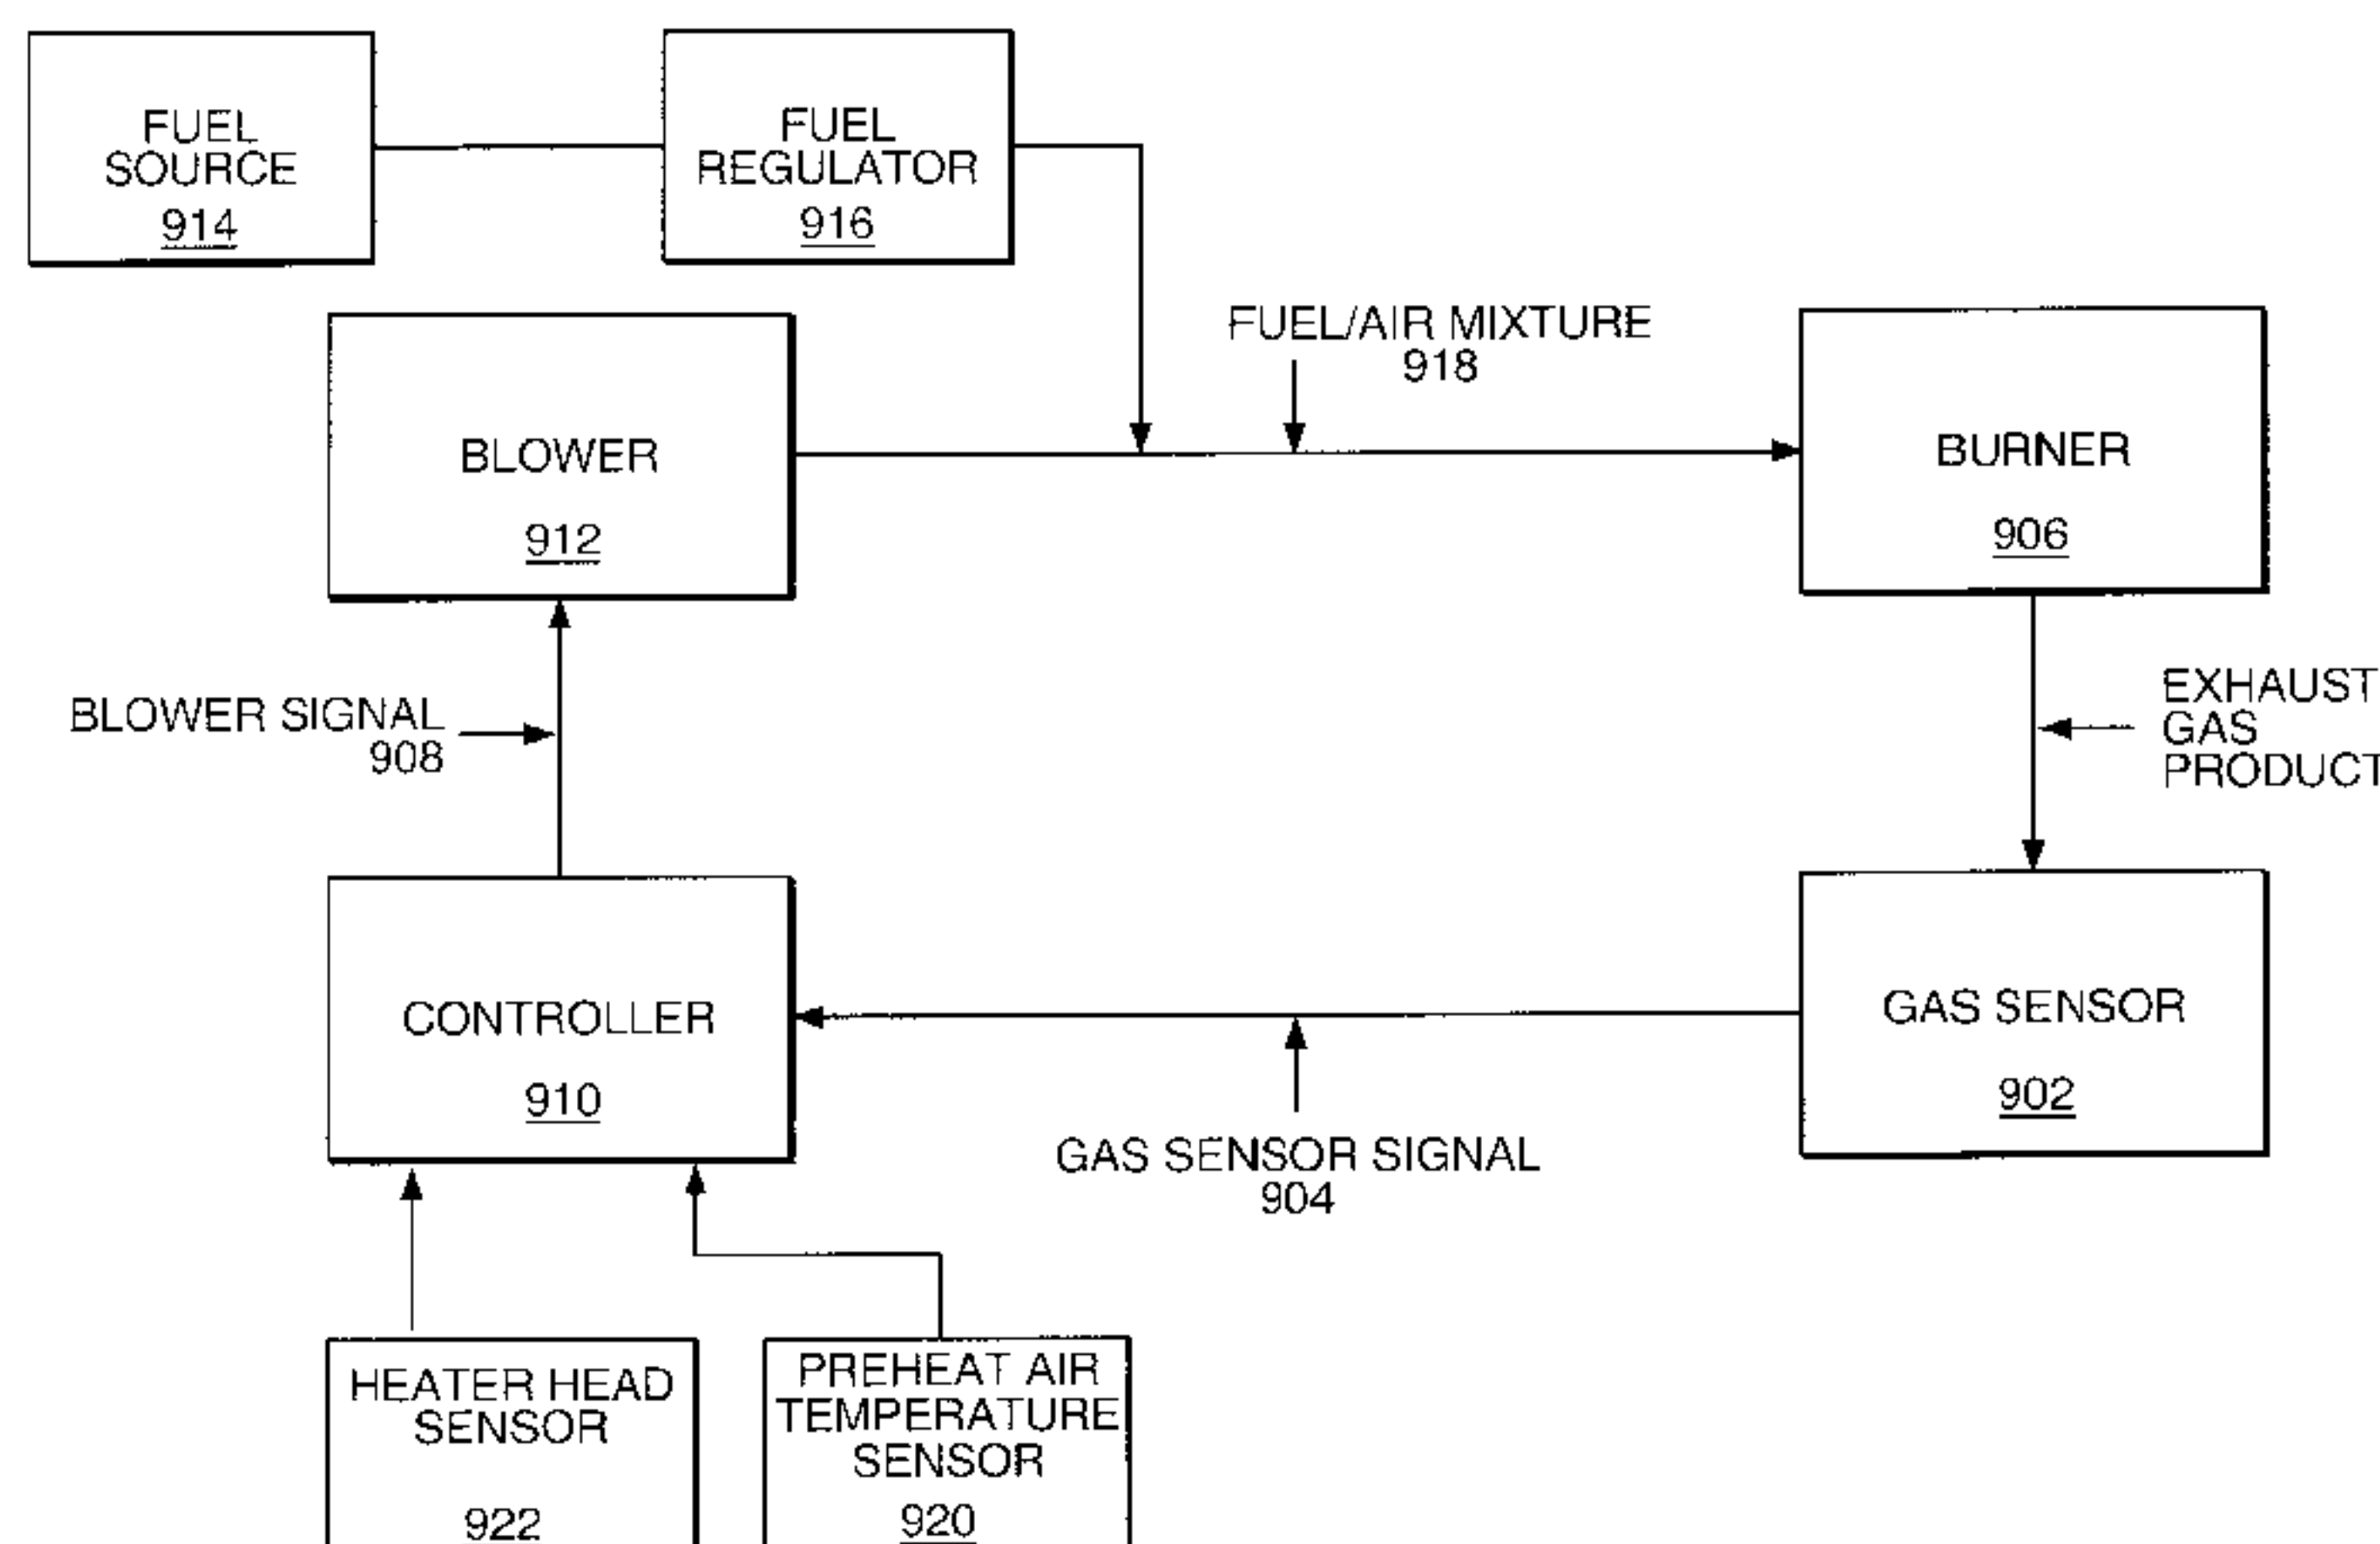 FUEL
SOURCE
914
FUEL
REGULATOR
916
FUEL/AIR MIXTURE
918
BLOWER
912
BURNER
906
BLOWER SIGNAL
908
EXHAUST
GAS
PRODUCT
CONTROLLER
910
GAS SENSOR
902
GAS SENSOR SIGNAL
904
HEATER HEAD
SENSOR
922
PREHEAT AIR
TEMPERATURE
SENSOR
920